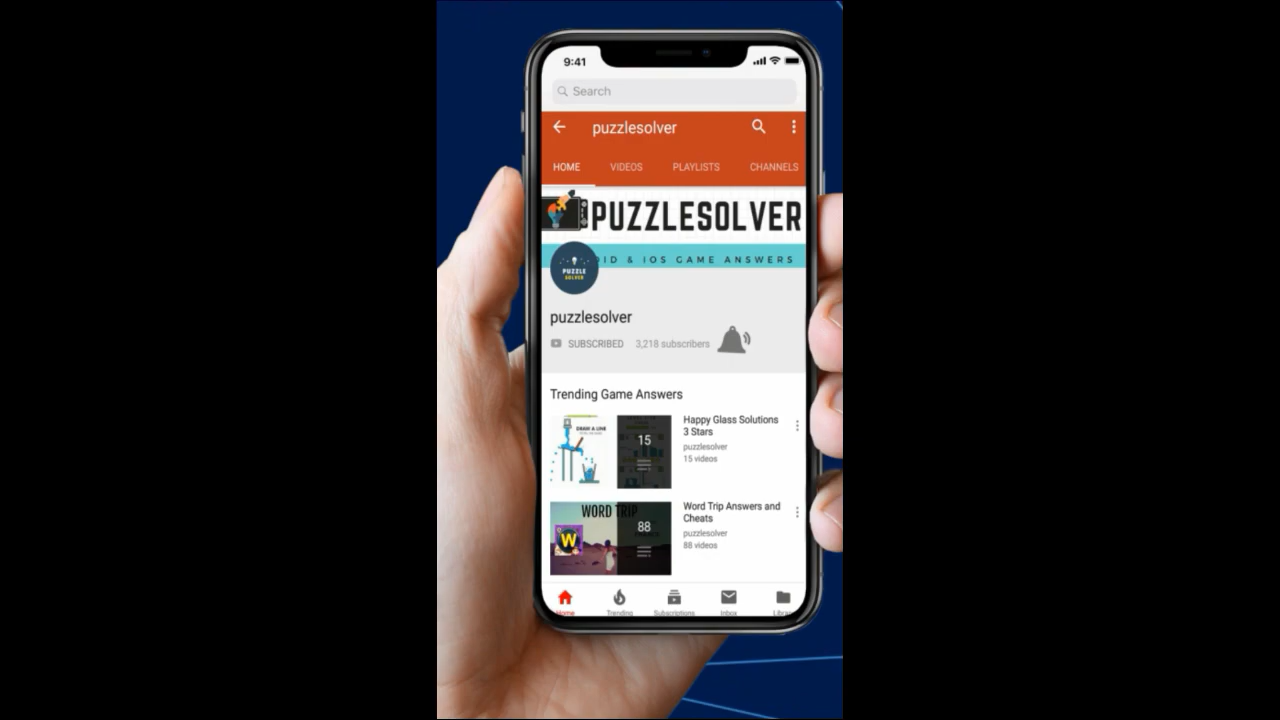 9:41
Search
puzzlesolver
HOME VIDEOS PLAYLISTS CHANNELS
PUZZLESOLVER
OID & IOS GAME ANSWERS
PUZZLE
SOLVER
puzzlesolver
SUBSCRIBED 3,218 subscribers
Trending Game Answers
DRAW A LINE
15
Happy Glass Solutions
3 Stars
puzzlesolver
15 videos
WORD TRIP
W
88
Word Trip Answers and
Cheats
puzzlesolver
88 videos
Home Trending Subscriptions Inbox